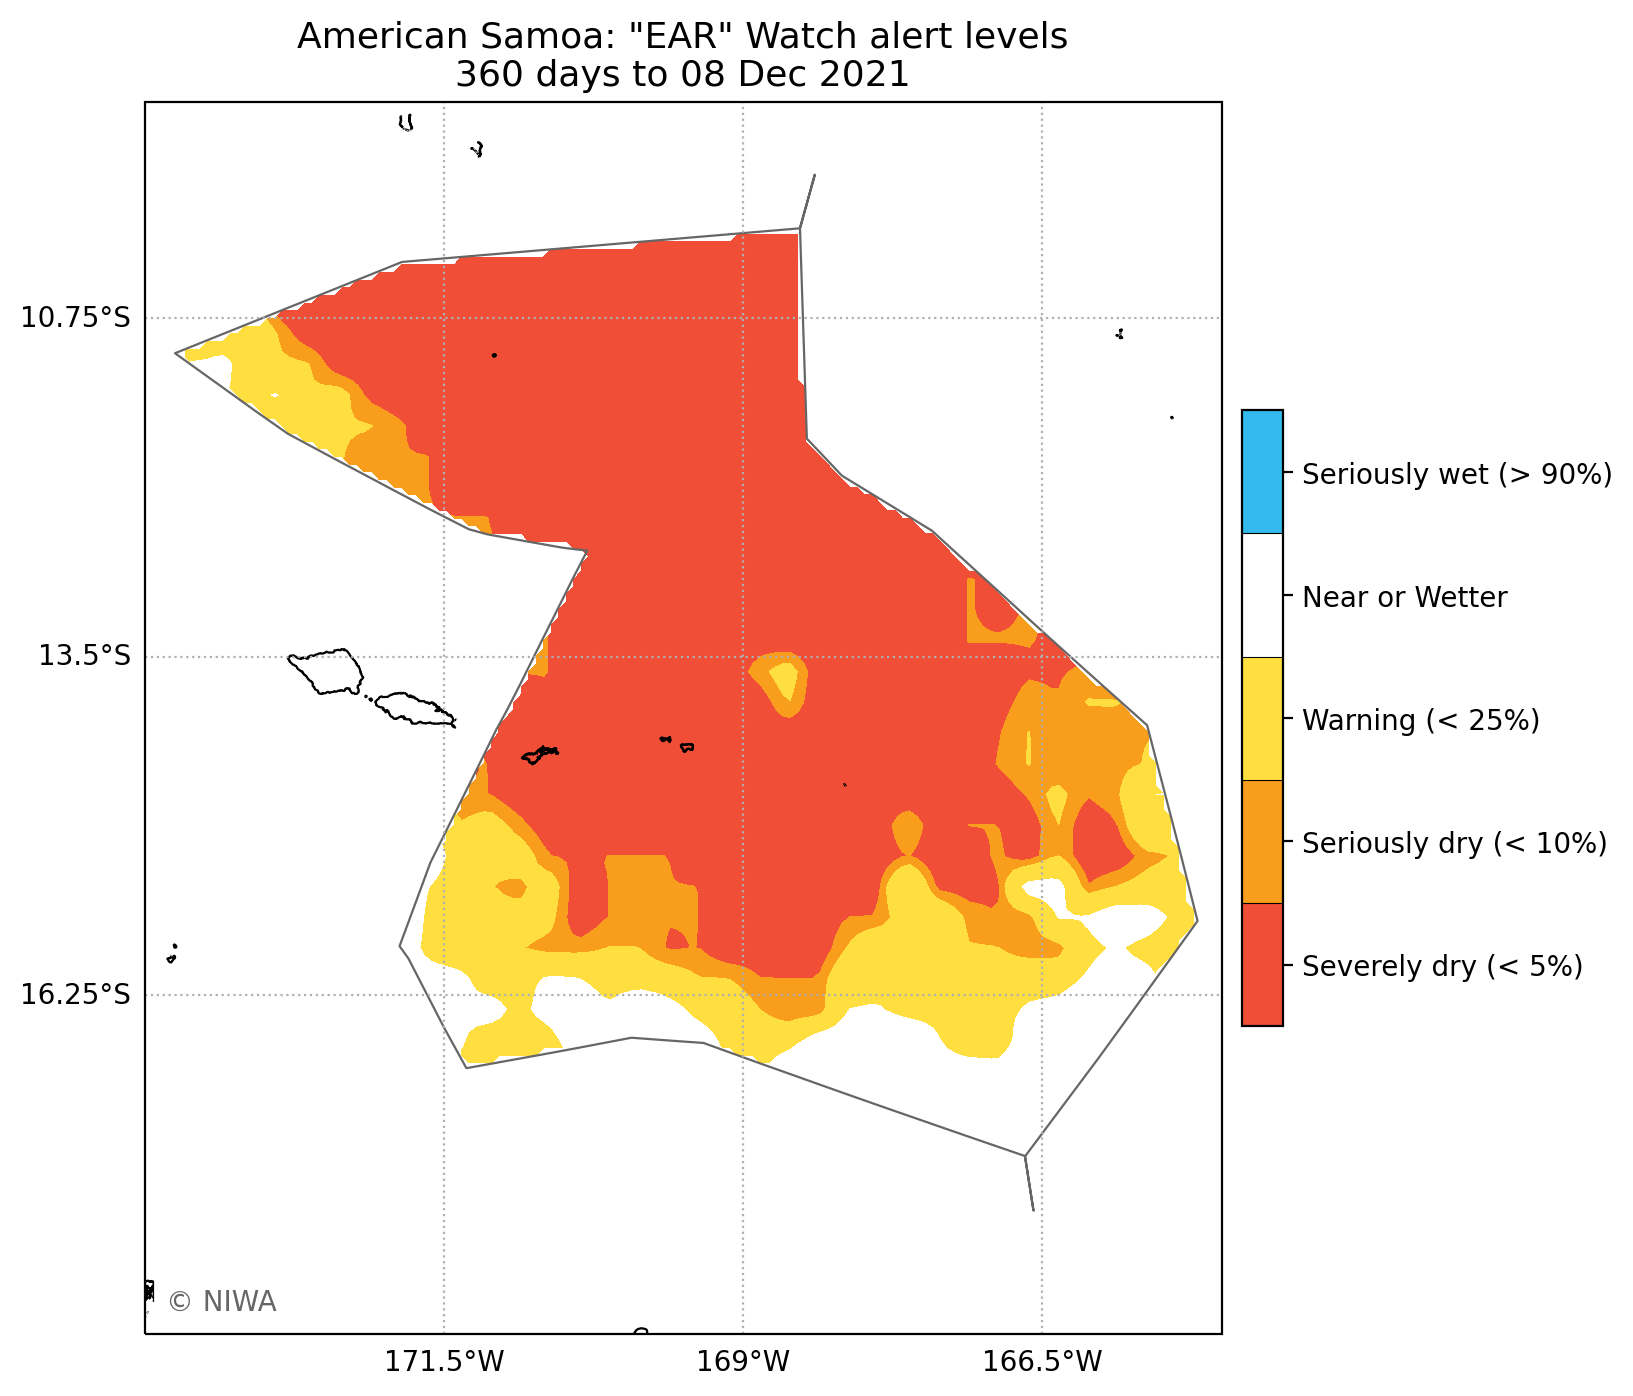 American Samoa: "EAR" Watch alert levels
360 days to 08 Dec 2021
10.75°S
13.5°S
16.25°S
171.5°W
169°W
166.5°W
Seriously wet (> 90%)
Near or Wetter
Warning (< 25%)
Seriously dry (< 10%)
Severely dry (< 5%)
© NIWA